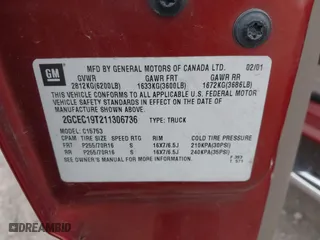 GM
MFD BY GENERAL MOTORS OF CANADA LTD. 02/01
GVWR GAWR FRT GAWR RR
2812KG(6200LB) 1633KG(3600LB) 1672KG(3686LB)
THIS VEHICLE CONFORMS TO ALL APPLICABLE U.S. FEDERAL MOTOR
VEHICLE SAFETY STANDARDS IN EFFECT ON THE DATE OF
MANUFACTURE SHOWN ABOVE.
2GCEC19T211306736 TYPE: TRUCK
MODEL: C15753
TIRE SIZE SPEED RTG RIM COLD TIRE PRESSURE
FRT P255/70R16 S 16X7/6.5J 210KPA(30PSI)
RR P255/70R16 S 16X7/6.5J 240KPA(35PSI)
SEE OWNER'S MANUAL FOR MORE INFORMATION.